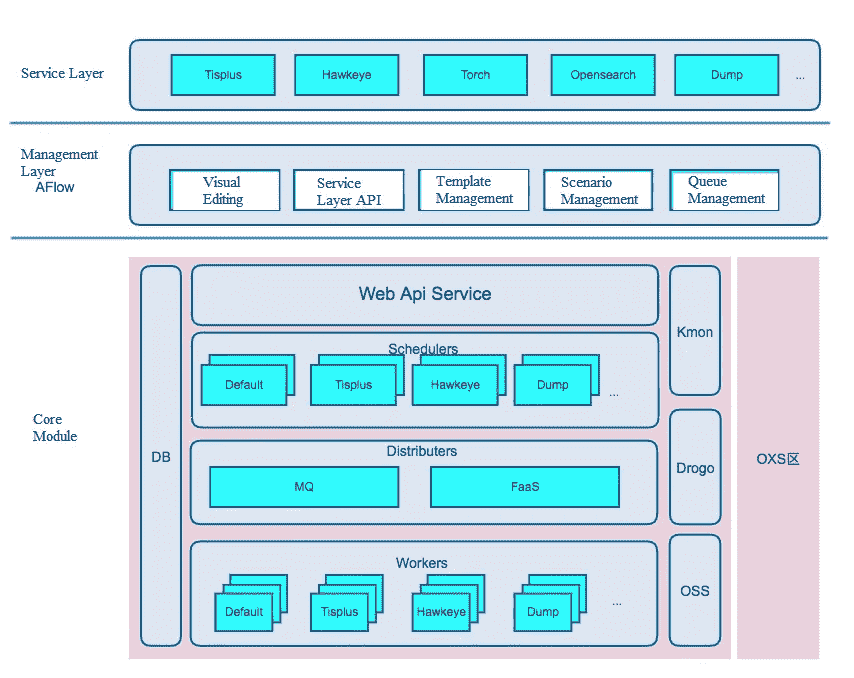 Service Layer
Tisplus
Hawkeye
Torch
Opensearch
Dump
...
Management
Layer
AFlow
Visual
Editing
Service
Layer API
Template
Management
Scenario
Management
Queue
Management
Core
Module
DB
Web Api Service
Schedulers
Default
Tisplus
Hawkeye
Dump
...
Distributers
MQ
FaaS
Workers
Default
Tisplus
Hawkeye
Dump
...
Kmon
Drogo
OSS
OXS区